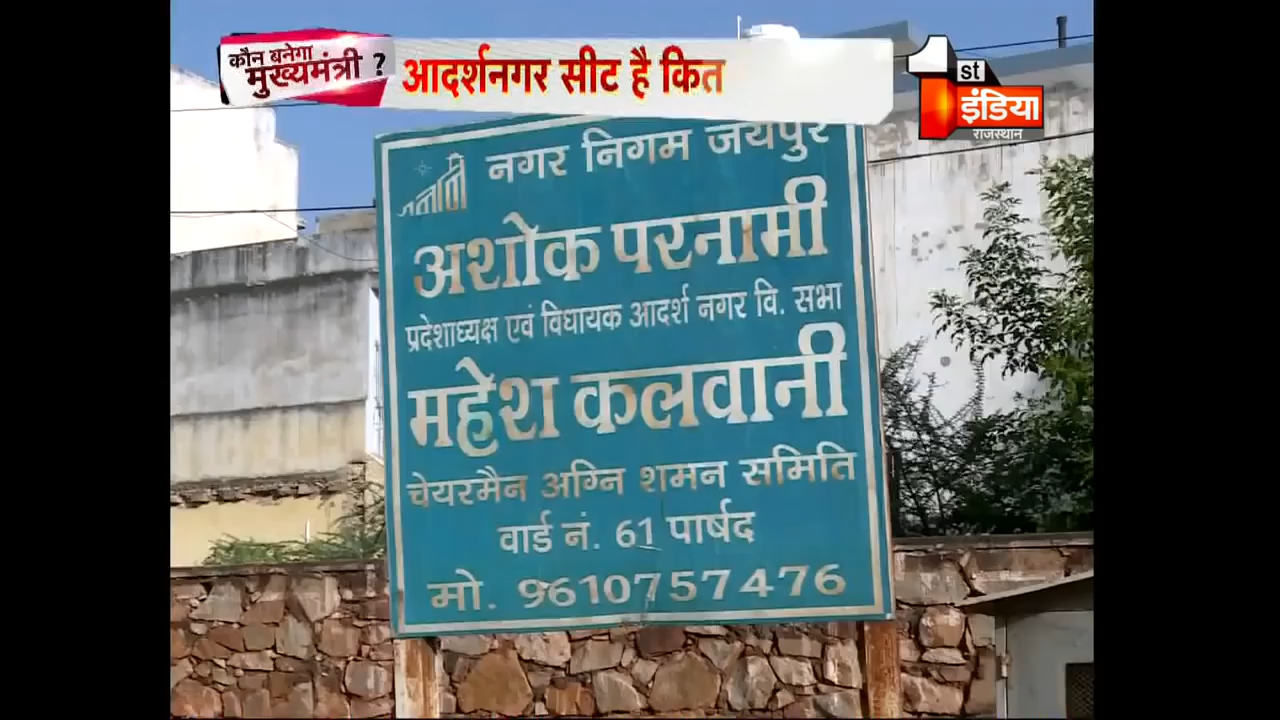 कौन बनेगा
मुख्यमंत्री ?
आदर्शनगर सीट है कित
1st
इंडिया
राजस्थान
नगर निगम जयपुर
अशोक परनामी
प्रदेशाध्यक्ष एवं विधायक आदर्श नगर वि. सभा
महेश कलवानी
चेयरमैन अग्नि शमन समिति
वार्ड नं. 61 पार्षद
मो. 9610757476